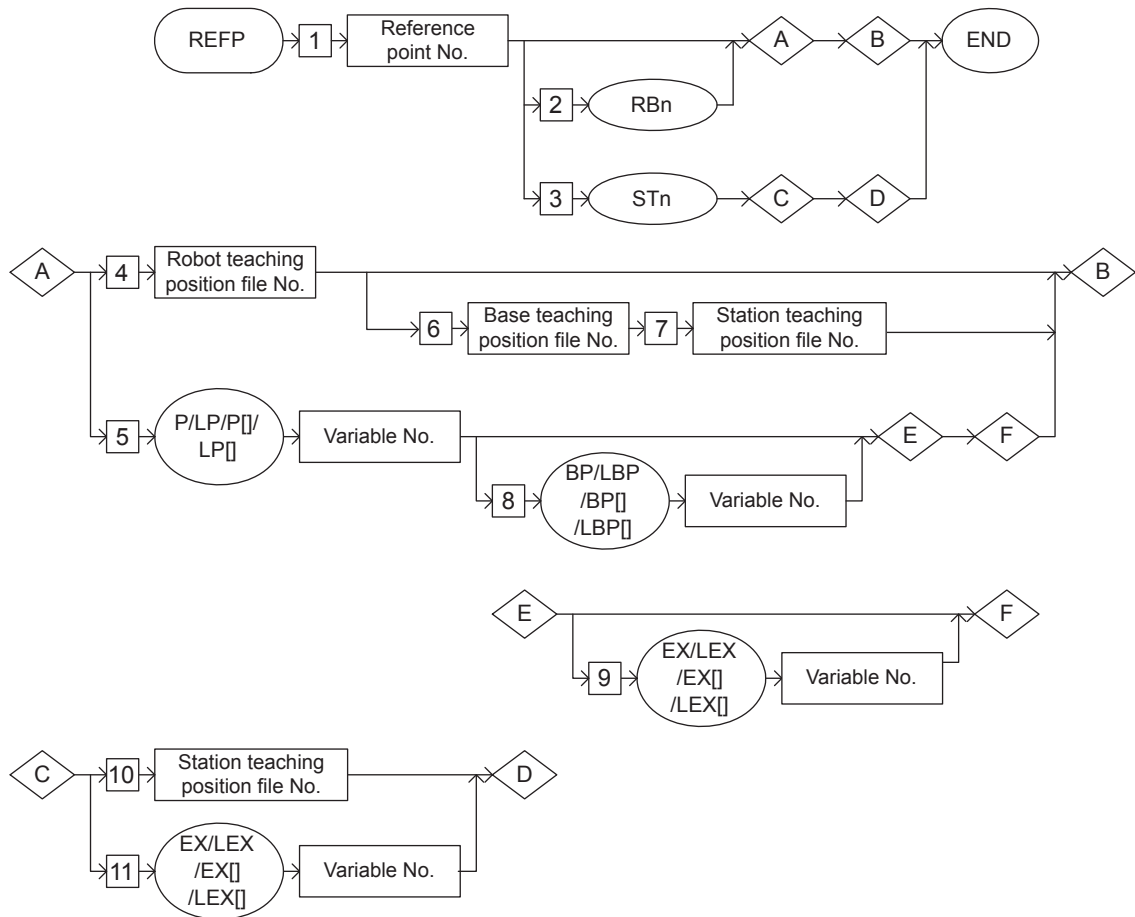 REFP
1
Reference
point No.
A
B
END
2
RBn
3
STn
C
D
A
4
Robot teaching
position file No.
B
6
Base teaching
position file No.
7
Station teaching
position file No.
5
P/LP/P[]/
LP[]
Variable No.
E
F
8
BP/LBP
/BP[]
/LBP[]
Variable No.
E
F
9
EX/LEX
/EX[]
/LEX[]
Variable No.
C
10
Station teaching
position file No.
D
11
EX/LEX
/EX[]
/LEX[]
Variable No.